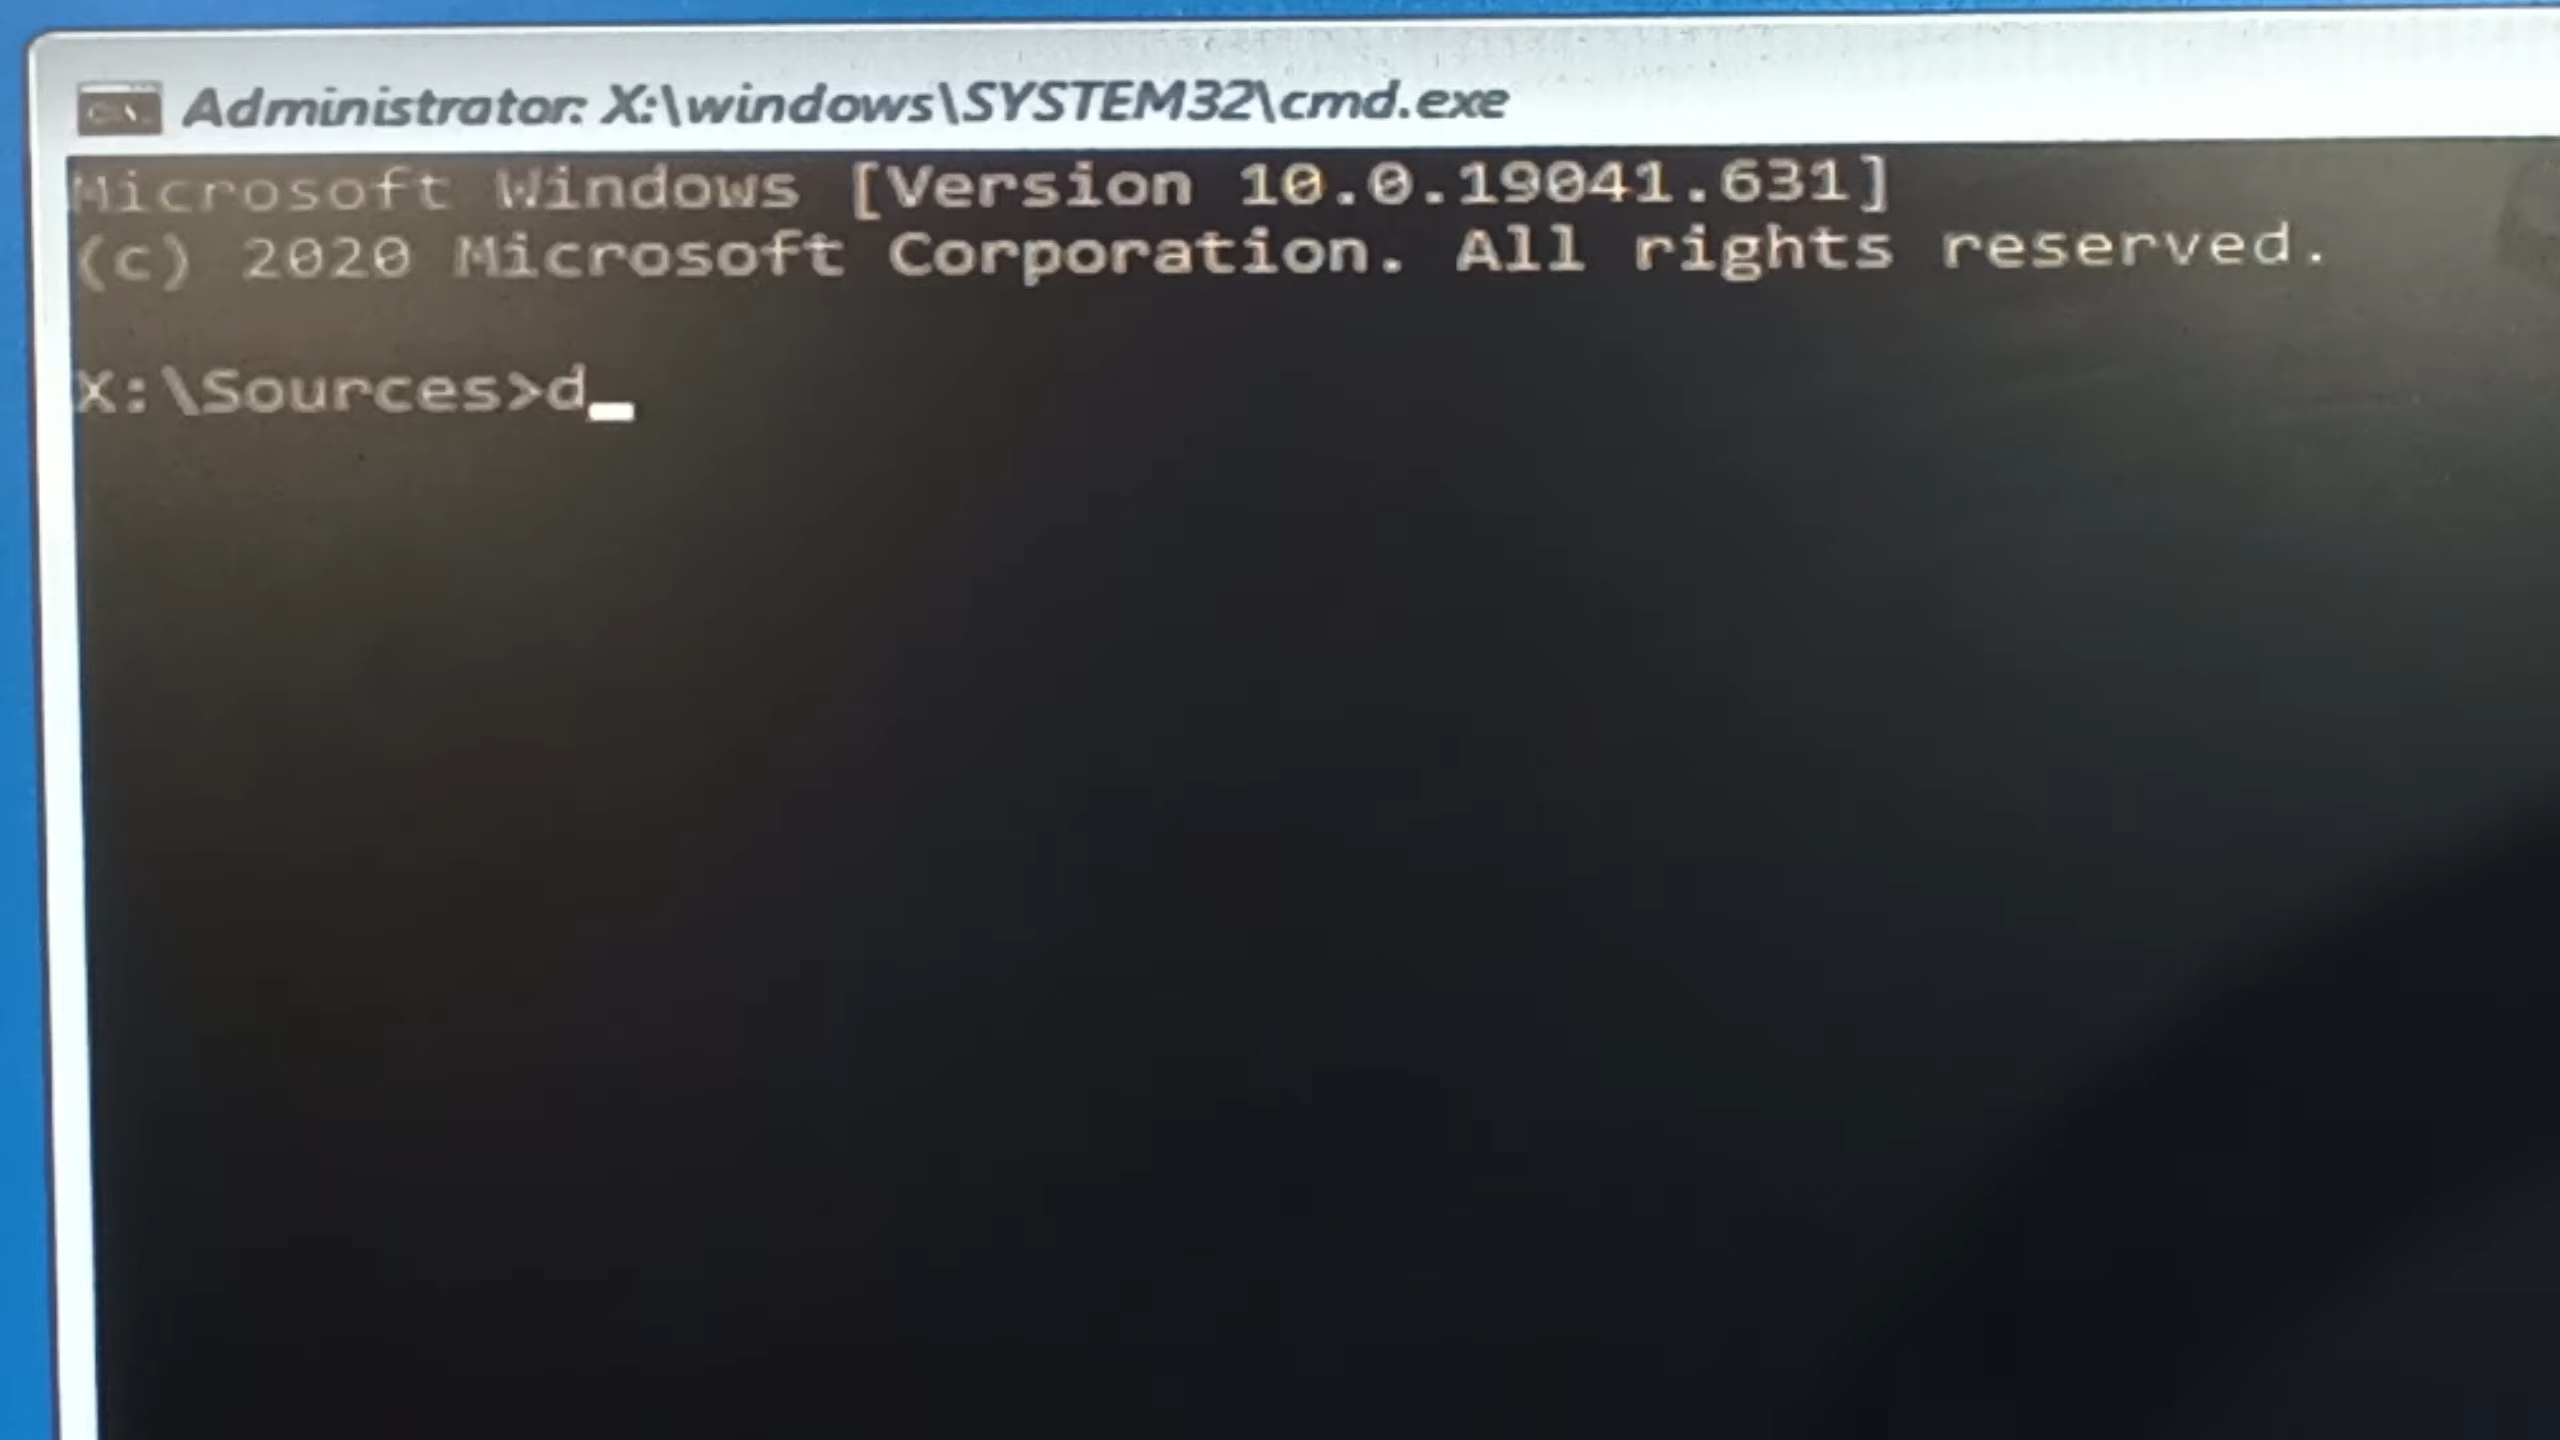 Administrator: X:\windows\SYSTEM32\cmd.exe
Microsoft Windows [Version 10.0.19041.631]
(c) 2020 Microsoft Corporation. All rights reserved.
X:\Sources>d_